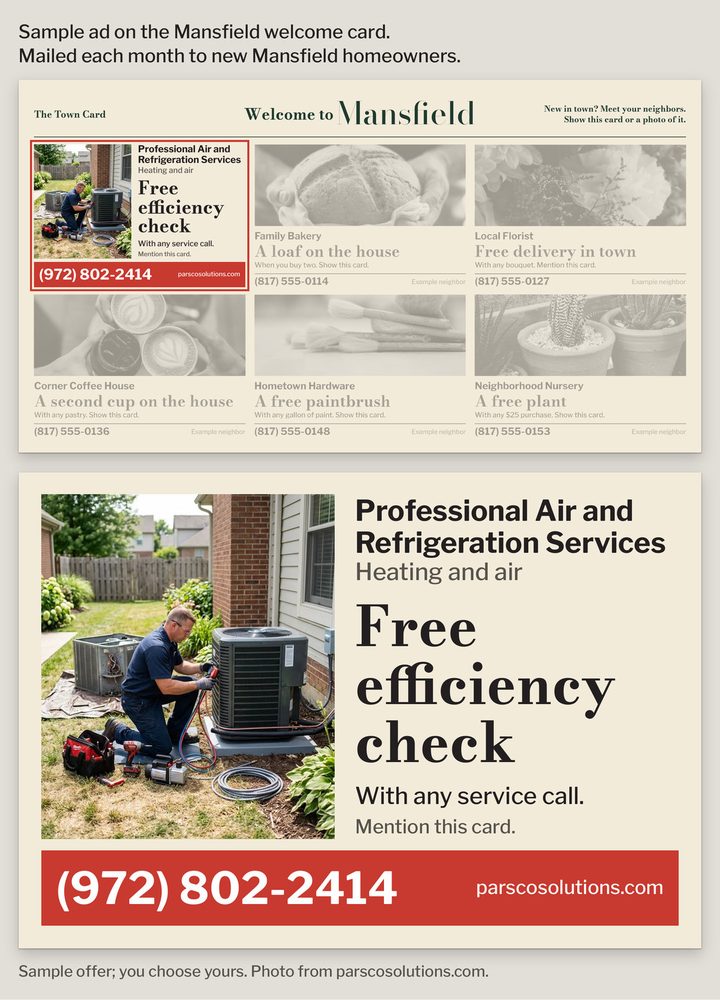 Sample ad on the Mansfield welcome card.
Mailed each month to new Mansfield homeowners.
The Town Card
Welcome to Mansfield
New in town? Meet your neighbors.
Show this card or a photo of it.
Professional Air and
Refrigeration Services
Heating and air
Free
efficiency
check
With any service call.
Mention this card.
(972) 802-2414
parscosolutions.com
Family Bakery
A loaf on the house
When you buy two. Show this card.
(817) 555-0114
Example neighbor
Local Florist
Free delivery in town
With any bouquet. Mention this card.
(817) 555-0127
Example neighbor
Corner Coffee House
A second cup on the house
With any pastry. Show this card.
(817) 555-0136
Example neighbor
Hometown Hardware
A free paintbrush
With any gallon of paint. Show this card.
(817) 555-0148
Example neighbor
Neighborhood Nursery
A free plant
With any $25 purchase. Show this card.
(817) 555-0153
Example neighbor
Professional Air and
Refrigeration Services
Heating and air
Free
efficiency
check
With any service call.
Mention this card.
(972) 802-2414
parscosolutions.com
Sample offer; you choose yours. Photo from parscosolutions.com.